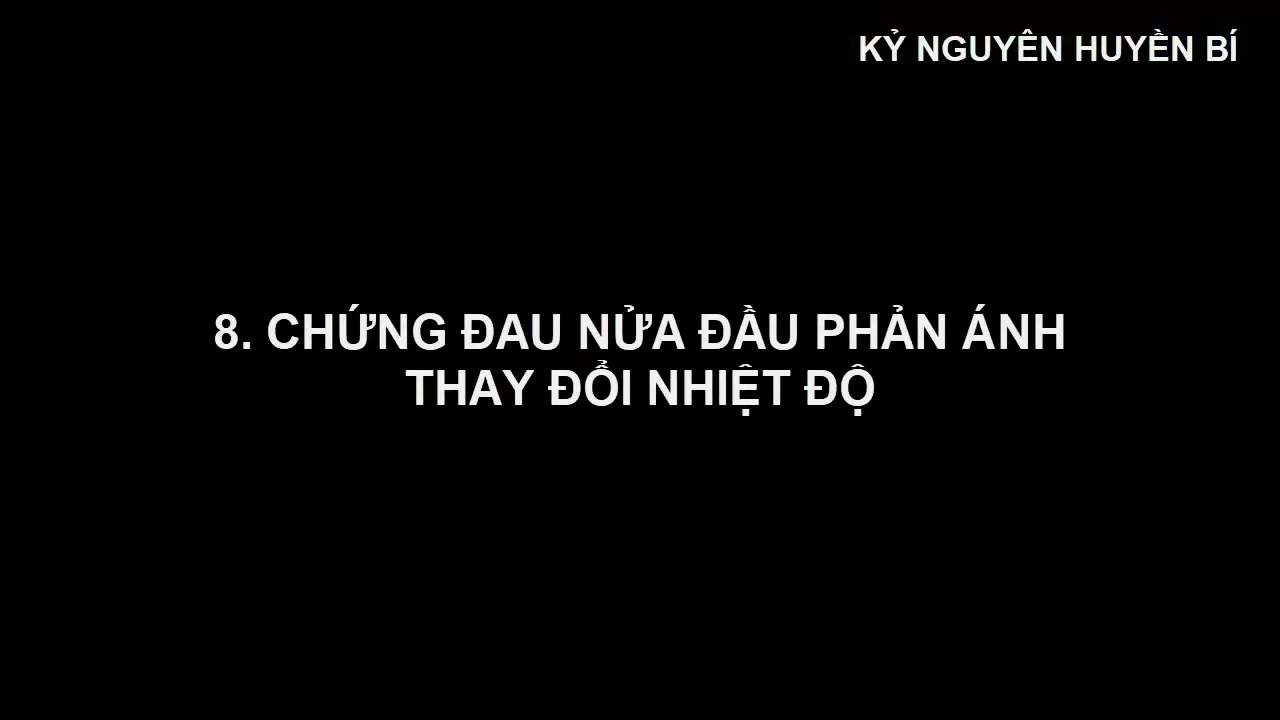 KỶ NGUYÊN HUYỀN BÍ
8. CHỨNG ĐAU NỬA ĐẦU PHẢN ÁNH
THAY ĐỔI NHIỆT ĐỘ